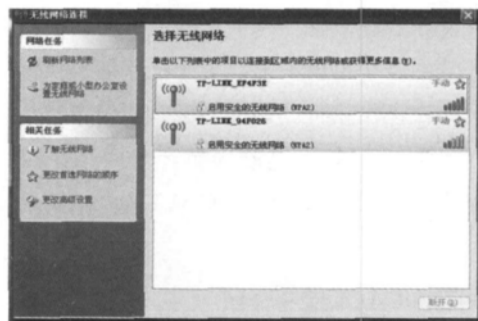 无线网络连接
网络任务
刷新网络列表
为家庭或小型办公室设
置无线网络
相关任务
了解无线网络
更改首选网络的顺序
更改高级设置
选择无线网络
单击以下列表中的项目以连接到区域内的无线网络或获得更多信息(W)。
手动
启用安全的无线网络
TP-LINK_94F026
手动
启用安全的无线网络
断开